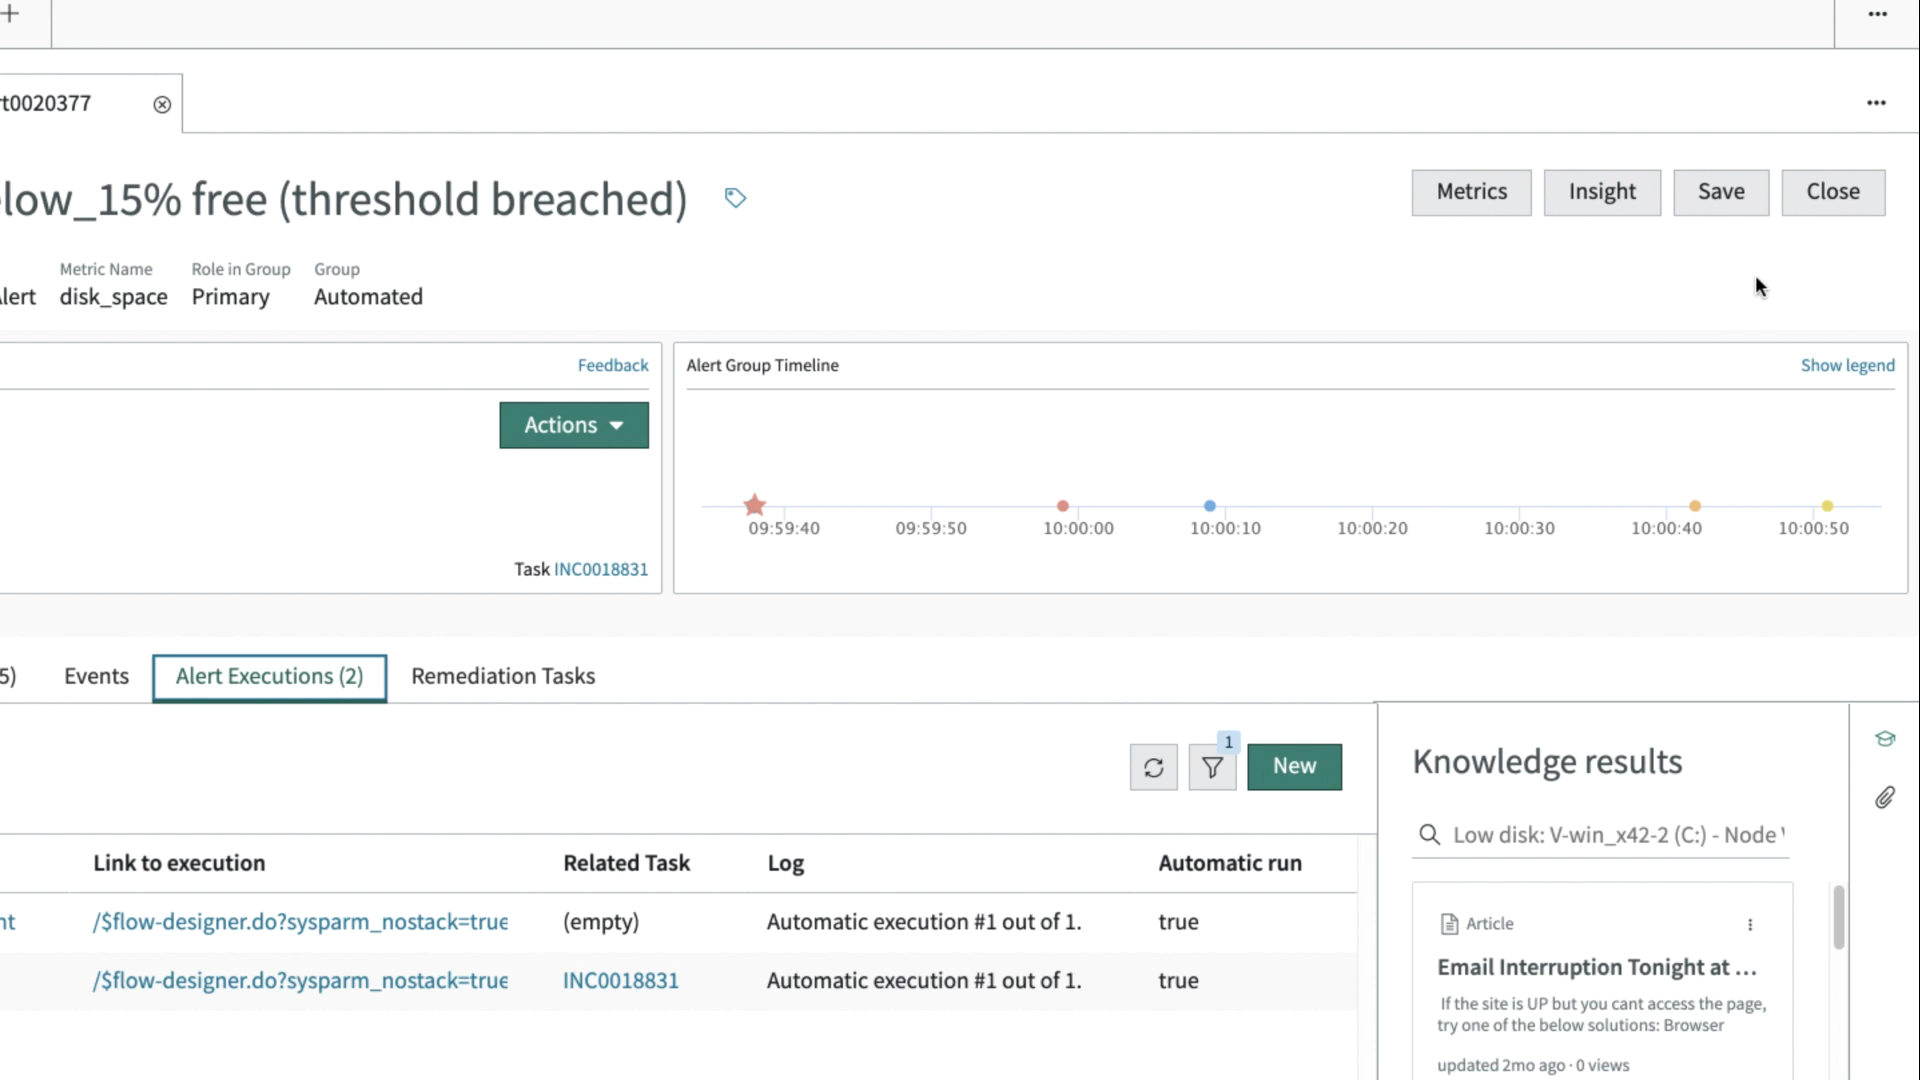 rt0020377
elow_15% free (threshold breached)
Metrics
Insight
Save
Close
Metric Name
Role in Group
Group
Alert
disk_space
Primary
Automated
Feedback
Actions
Task INC0018831
Alert Group Timeline
Show legend
09:59:40
09:59:50
10:00:00
10:00:10
10:00:20
10:00:30
10:00:40
10:00:50
5)
Events
Alert Executions (2)
Remediation Tasks
1
New
Link to execution
Related Task
Log
Automatic run
nt
/$flow-designer.do?sysparm_nostack=true
(empty)
Automatic execution #1 out of 1.
true
/$flow-designer.do?sysparm_nostack=true
INC0018831
Automatic execution #1 out of 1.
true
Knowledge results
Low disk: V-win_x42-2 (C:) - Node
Article
Email Interruption Tonight at ...
If the site is UP but you cant access the page,
try one of the below solutions: Browser
updated 2mo ago · 0 views